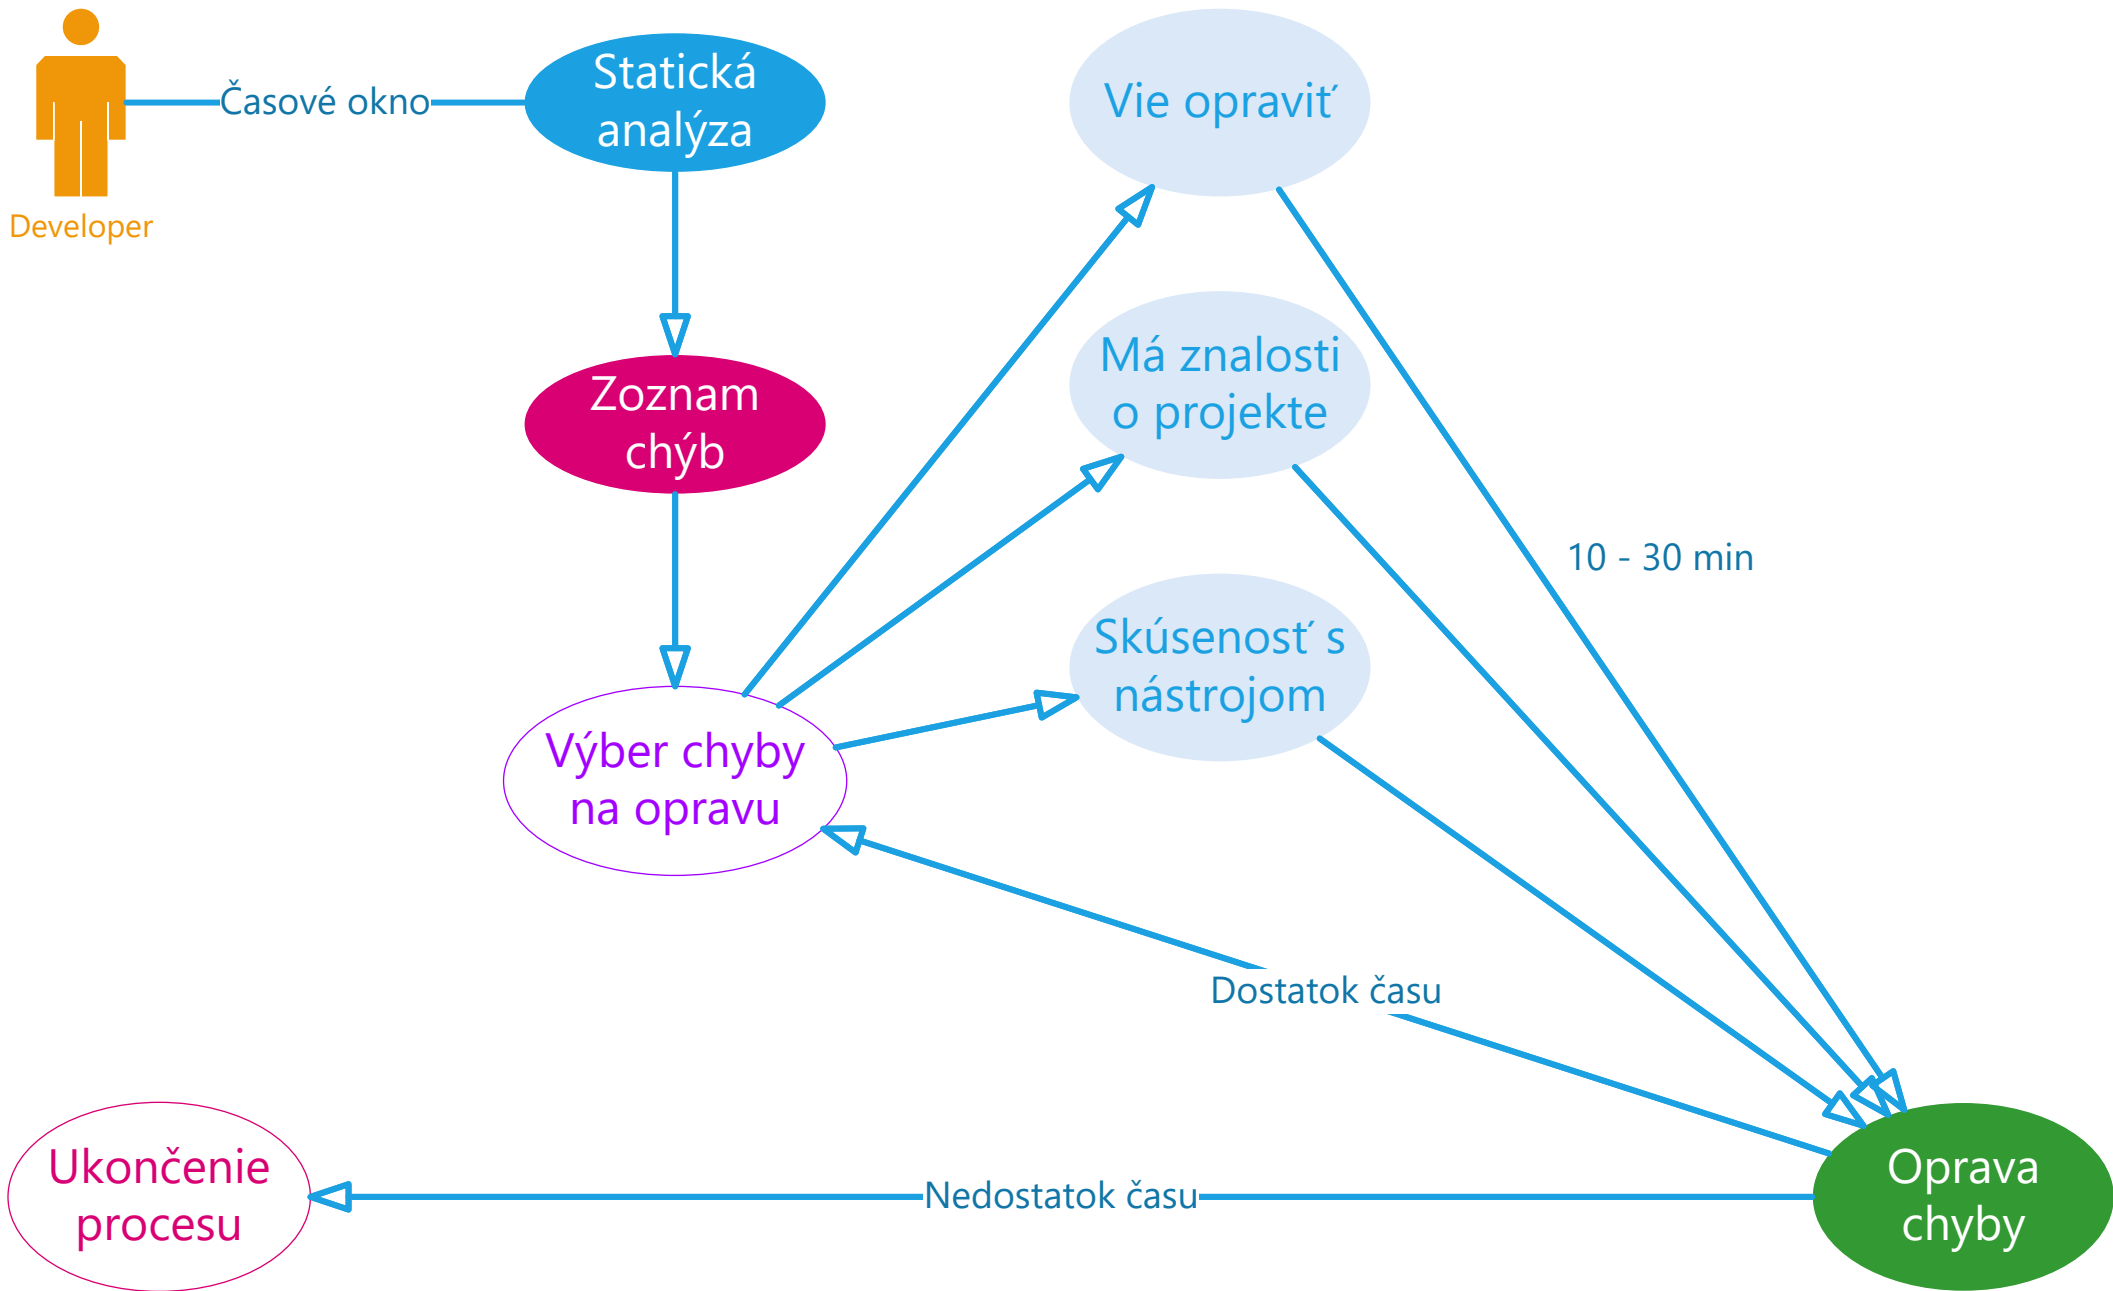 Developer
Časové okno
Statická
analýza
Zoznam
chýb
Výber chyby
na opravu
Vie opraviť
Má znalosti
o projekte
Skúsenosť s
nástrojom
10 - 30 min
Dostatok času
Nedostatok času
Ukončenie
procesu
Oprava
chyby